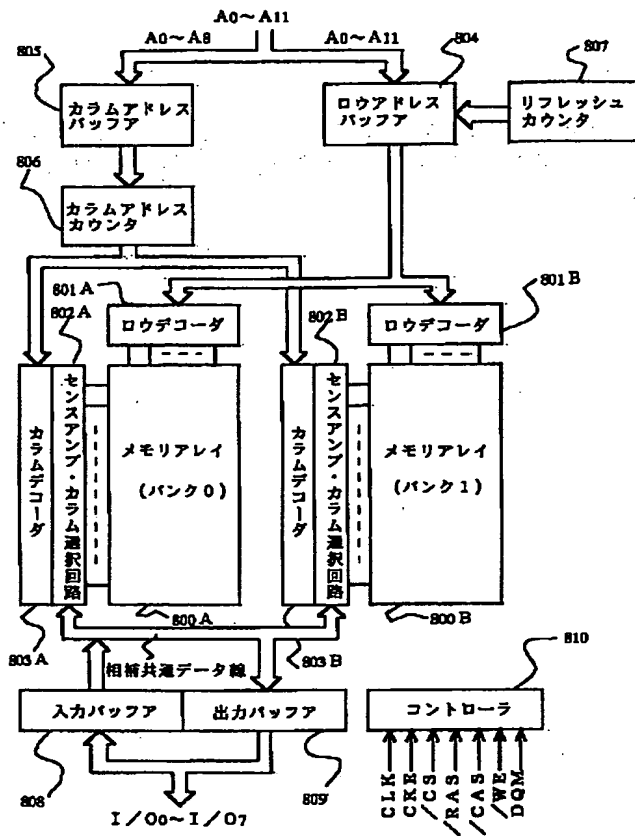 A0～A11
A0～A8
A0～A11
805
804
807
カラムアドレス
バッファ
ロウアドレス
バッファ
リフレッシュ
カウンタ
806
カラムアドレス
カウンタ
801A
801B
802A
ロウデコーダ
802B
ロウデコーダ
カラムデコーダ
センスアンプ・カラム選択回路
メモリアレイ
(バンク0)
カラムデコーダ
センスアンプ・カラム選択回路
メモリアレイ
(バンク1)
803A
800A
803B
800B
相補共通データ線
810
入力バッファ
出力バッファ
コントローラ
808
809
CLK
CKE
/CS
/RAS
/CAS
/WE
DQM
I/O0～I/O7